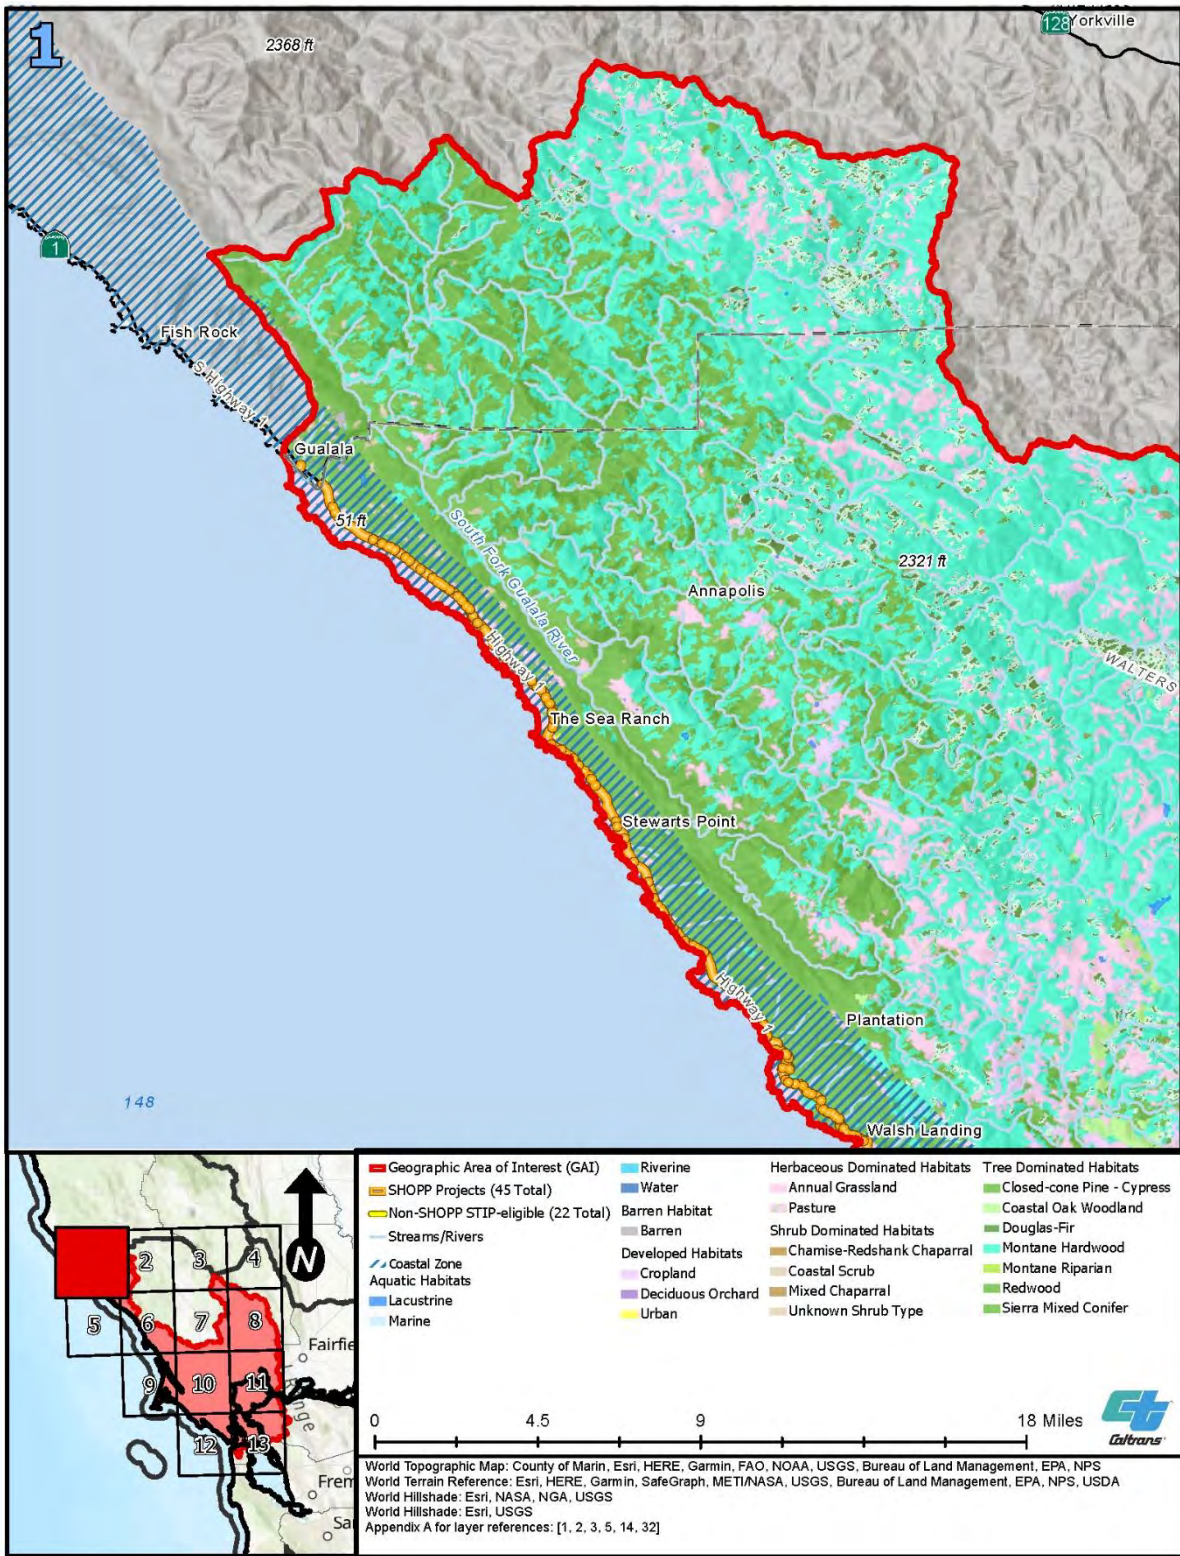 1
2368 ft
128
Yorkville
1
Fish Rock
S Highway 1
Gualala
51 ft
South Fork Gualala River
Annapolis
2321 ft
WALTERS
Highway 1
The Sea Ranch
Stewarts Point
Highway 1
Plantation
148
Walsh Landing
2
3
4
5
6
7
8
9
10
11
12
13
Fairfie
Range
Frem
Sa
N
Geographic Area of Interest (GAI)
SHOPP Projects (45 Total)
Non-SHOPP STIP-eligible (22 Total)
Streams/Rivers
Coastal Zone
Aquatic Habitats
Lacustrine
Marine
Riverine
Water
Barren Habitat
Barren
Developed Habitats
Cropland
Deciduous Orchard
Urban
Herbaceous Dominated Habitats
Annual Grassland
Pasture
Shrub Dominated Habitats
Chamise-Redshank Chaparral
Coastal Scrub
Mixed Chaparral
Unknown Shrub Type
Tree Dominated Habitats
Closed-cone Pine - Cypress
Coastal Oak Woodland
Douglas-Fir
Montane Hardwood
Montane Riparian
Redwood
Sierra Mixed Conifer
0 4.5 9 18 Miles
Caltrans
World Topographic Map: County of Marin, Esri, HERE, Garmin, FAO, NOAA, USGS, Bureau of Land Management, EPA, NPS
World Terrain Reference: Esri, HERE, Garmin, SafeGraph, METI/NASA, USGS, Bureau of Land Management, EPA, NPS, USDA
World Hillshade: Esri, NASA, NGA, USGS
World Hillshade: Esri, USGS
Appendix A for layer references: [1, 2, 3, 5, 14, 32]